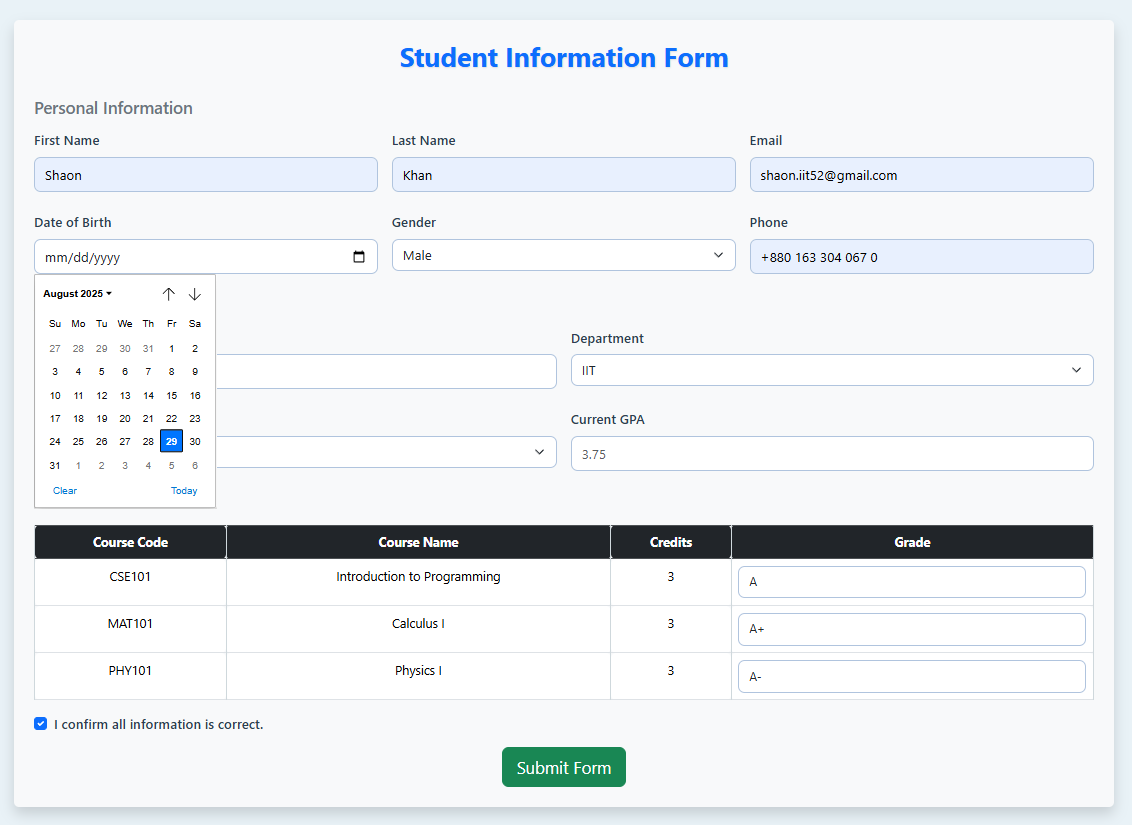 Student Information Form
Personal Information
First Name Last Name Email
Shaon Khan shaon.iit52@gmail.com
Date of Birth Gender Phone
mm/dd/yyyy Male +880 163 304 067 0
August 2025
Su Mo Tu We Th Fr Sa
27 28 29 30 31 1 2
3 4 5 6 7 8 9
10 11 12 13 14 15 16
17 18 19 20 21 22 23
24 25 26 27 28 29 30
31 1 2 3 4 5 6
Clear Today
Department
IIT
Current GPA
3.75
Course Code Course Name Credits Grade
CSE101 Introduction to Programming 3 A
MAT101 Calculus I 3 A+
PHY101 Physics I 3 A-
I confirm all information is correct.
Submit Form